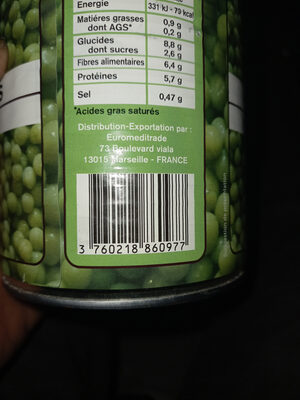 Energie 331 kJ - 79 kcal
Matières grasses 0,9 g
dont AGS* 0,2 g
Glucides 8,8 g
dont sucres 2,6 g
Fibres alimentaires 6,4 g
Protéines 5,7 g
Sel 0,47 g
*Acides gras saturés
Distribution-Exportation par :
Euromeditrade
73 Boulevard viala
13015 Marseille - FRANCE
3 760218 860977